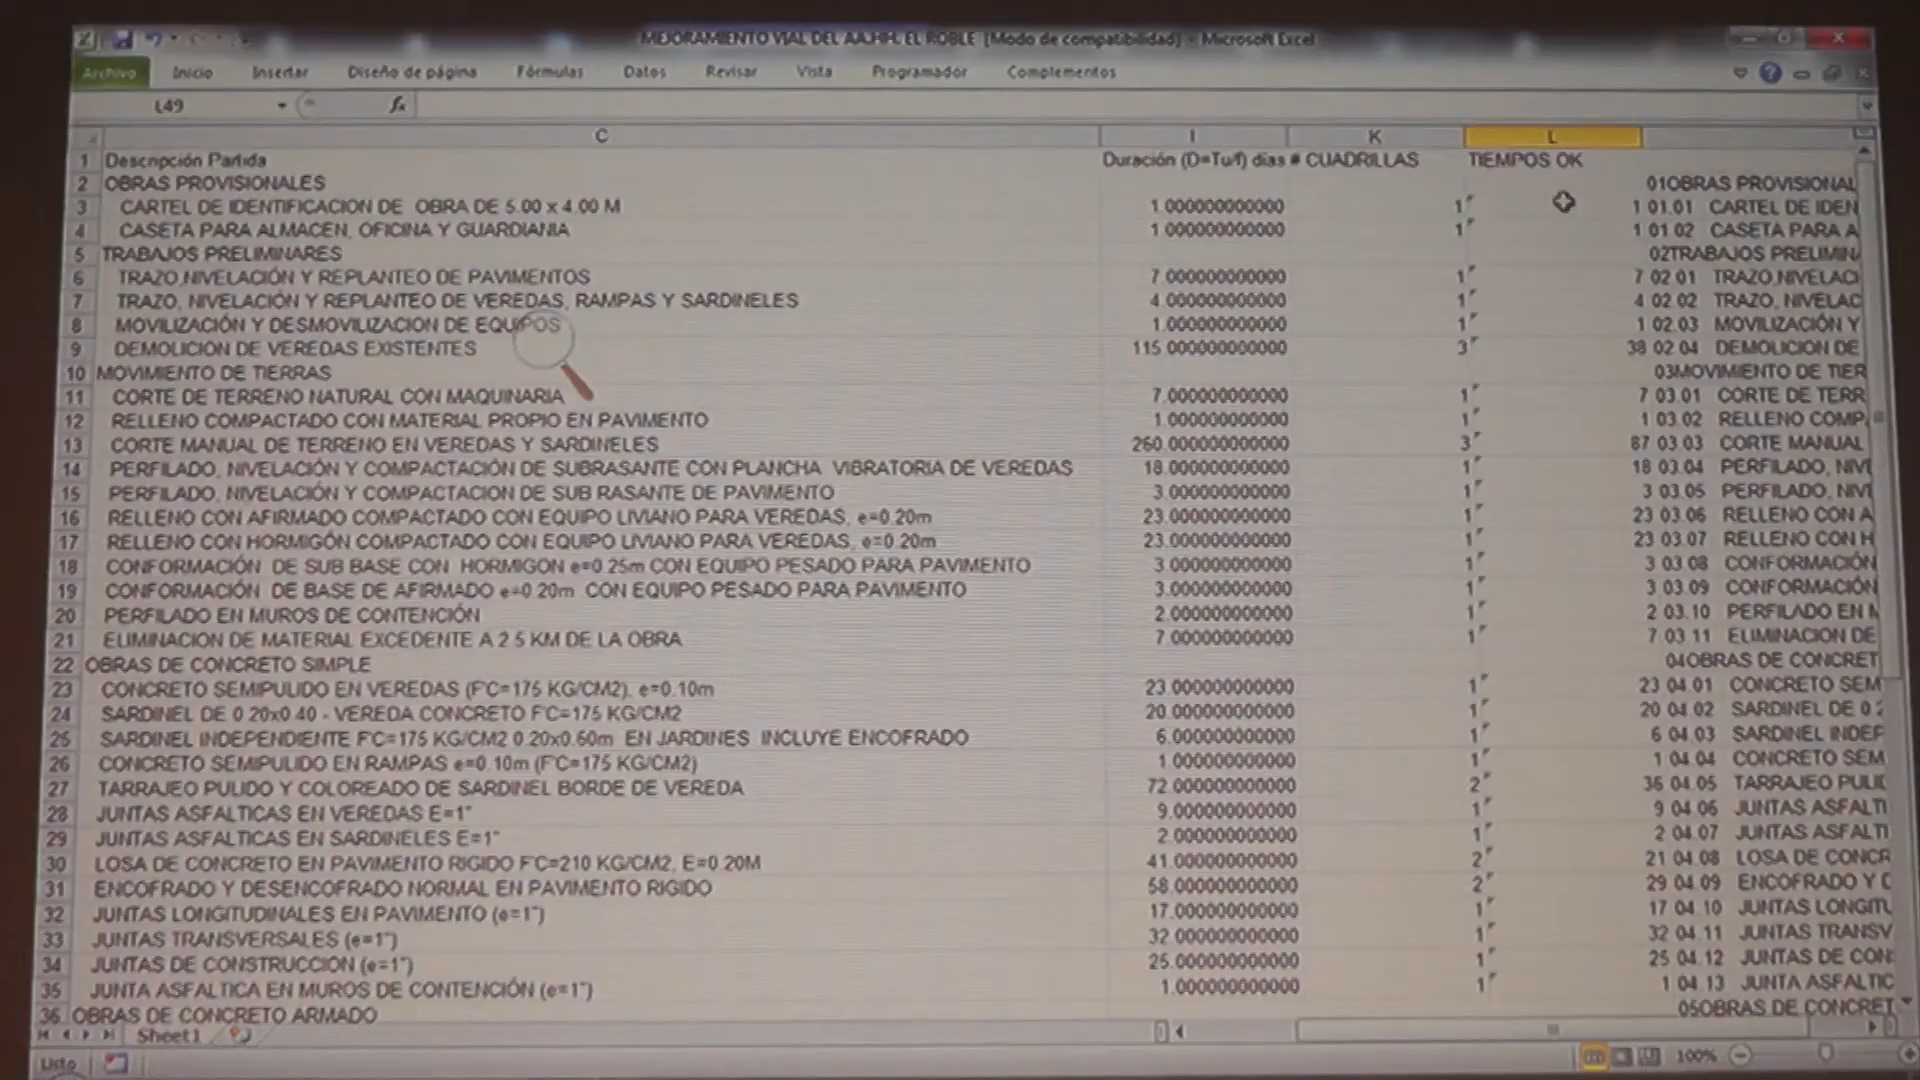 MEJORAMIENTO VIAL DEL AA.HH. EL ROBLE [Modo de compatibilidad] - Microsoft Excel
Archivo Inicio Insertar Diseño de página Fórmulas Datos Revisar Vista Programador Complementos
L49 fx
C I K L
1 Descripción Partida Duración (D=Tu/f) días # CUADRILLAS TIEMPOS OK
2 OBRAS PROVISIONALES 01OBRAS PROVISIONAL
3 CARTEL DE IDENTIFICACION DE OBRA DE 5.00 x 4.00 M 1.000000000000 1 1 01.01 CARTEL DE IDEN
4 CASETA PARA ALMACEN, OFICINA Y GUARDIANIA 1.000000000000 1 1 01.02 CASETA PARA A
5 TRABAJOS PRELIMINARES 02TRABAJOS PRELIMIN
6 TRAZO,NIVELACIÓN Y REPLANTEO DE PAVIMENTOS 7.000000000000 1 7 02.01 TRAZO,NIVELACI
7 TRAZO, NIVELACIÓN Y REPLANTEO DE VEREDAS, RAMPAS Y SARDINELES 4.000000000000 1 4 02.02 TRAZO, NIVELAC
8 MOVILIZACIÓN Y DESMOVILIZACION DE EQUIPOS 1.000000000000 1 1 02.03 MOVILIZACIÓN Y
9 DEMOLICION DE VEREDAS EXISTENTES 115.000000000000 3 38 02.04 DEMOLICION DE
10 MOVIMIENTO DE TIERRAS 03MOVIMIENTO DE TIER
11 CORTE DE TERRENO NATURAL CON MAQUINARIA 7.000000000000 1 7 03.01 CORTE DE TERR
12 RELLENO COMPACTADO CON MATERIAL PROPIO EN PAVIMENTO 1.000000000000 1 1 03.02 RELLENO COMP
13 CORTE MANUAL DE TERRENO EN VEREDAS Y SARDINELES 260.000000000000 3 87 03.03 CORTE MANUAL
14 PERFILADO, NIVELACIÓN Y COMPACTACIÓN DE SUBRASANTE CON PLANCHA VIBRATORIA DE VEREDAS 18.000000000000 1 18 03.04 PERFILADO, NIVE
15 PERFILADO, NIVELACIÓN Y COMPACTACION DE SUB RASANTE DE PAVIMENTO 3.000000000000 1 3 03.05 PERFILADO, NIVE
16 RELLENO CON AFIRMADO COMPACTADO CON EQUIPO LIVIANO PARA VEREDAS, e=0.20m 23.000000000000 1 23 03.06 RELLENO CON A
17 RELLENO CON HORMIGÓN COMPACTADO CON EQUIPO LIVIANO PARA VEREDAS, e=0.20m 23.000000000000 1 23 03.07 RELLENO CON H
18 CONFORMACIÓN DE SUB BASE CON HORMIGON e=0.25m CON EQUIPO PESADO PARA PAVIMENTO 3.000000000000 1 3 03.08 CONFORMACIÓN
19 CONFORMACIÓN DE BASE DE AFIRMADO e=0.20m CON EQUIPO PESADO PARA PAVIMENTO 3.000000000000 1 3 03.09 CONFORMACIÓN
20 PERFILADO EN MUROS DE CONTENCIÓN 2.000000000000 1 2 03.10 PERFILADO EN M
21 ELIMINACION DE MATERIAL EXCEDENTE A 2.5 KM DE LA OBRA 7.000000000000 1 7 03.11 ELIMINACION DE
22 OBRAS DE CONCRETO SIMPLE 04OBRAS DE CONCRET
23 CONCRETO SEMIPULIDO EN VEREDAS (F'C=175 KG/CM2), e=0.10m 23.000000000000 1 23 04.01 CONCRETO SEM
24 SARDINEL DE 0.20x0.40 - VEREDA CONCRETO F'C=175 KG/CM2 20.000000000000 1 20 04.02 SARDINEL DE 0.2
25 SARDINEL INDEPENDIENTE F'C=175 KG/CM2 0.20x0.60m EN JARDINES INCLUYE ENCOFRADO 6.000000000000 1 6 04.03 SARDINEL INDEP
26 CONCRETO SEMIPULIDO EN RAMPAS e=0.10m (F'C=175 KG/CM2) 1.000000000000 1 1 04.04 CONCRETO SEM
27 TARRAJEO PULIDO Y COLOREADO DE SARDINEL BORDE DE VEREDA 72.000000000000 2 36 04.05 TARRAJEO PULID
28 JUNTAS ASFALTICAS EN VEREDAS E=1" 9.000000000000 1 9 04.06 JUNTAS ASFALTI
29 JUNTAS ASFALTICAS EN SARDINELES E=1" 2.000000000000 1 2 04.07 JUNTAS ASFALTI
30 LOSA DE CONCRETO EN PAVIMENTO RIGIDO F'C=210 KG/CM2, E=0.20M 41.000000000000 2 21 04.08 LOSA DE CONCR
31 ENCOFRADO Y DESENCOFRADO NORMAL EN PAVIMENTO RIGIDO 58.000000000000 2 29 04.09 ENCOFRADO Y D
32 JUNTAS LONGITUDINALES EN PAVIMENTO (e=1") 17.000000000000 1 17 04.10 JUNTAS LONGITU
33 JUNTAS TRANSVERSALES (e=1") 32.000000000000 1 32 04.11 JUNTAS TRANSV
34 JUNTAS DE CONSTRUCCION (e=1") 25.000000000000 1 25 04.12 JUNTAS DE CON
35 JUNTA ASFALTICA EN MUROS DE CONTENCIÓN (e=1") 1.000000000000 1 1 04.13 JUNTA ASFALTIC
36 OBRAS DE CONCRETO ARMADO 05OBRAS DE CONCRET
Sheet1
Listo 100%